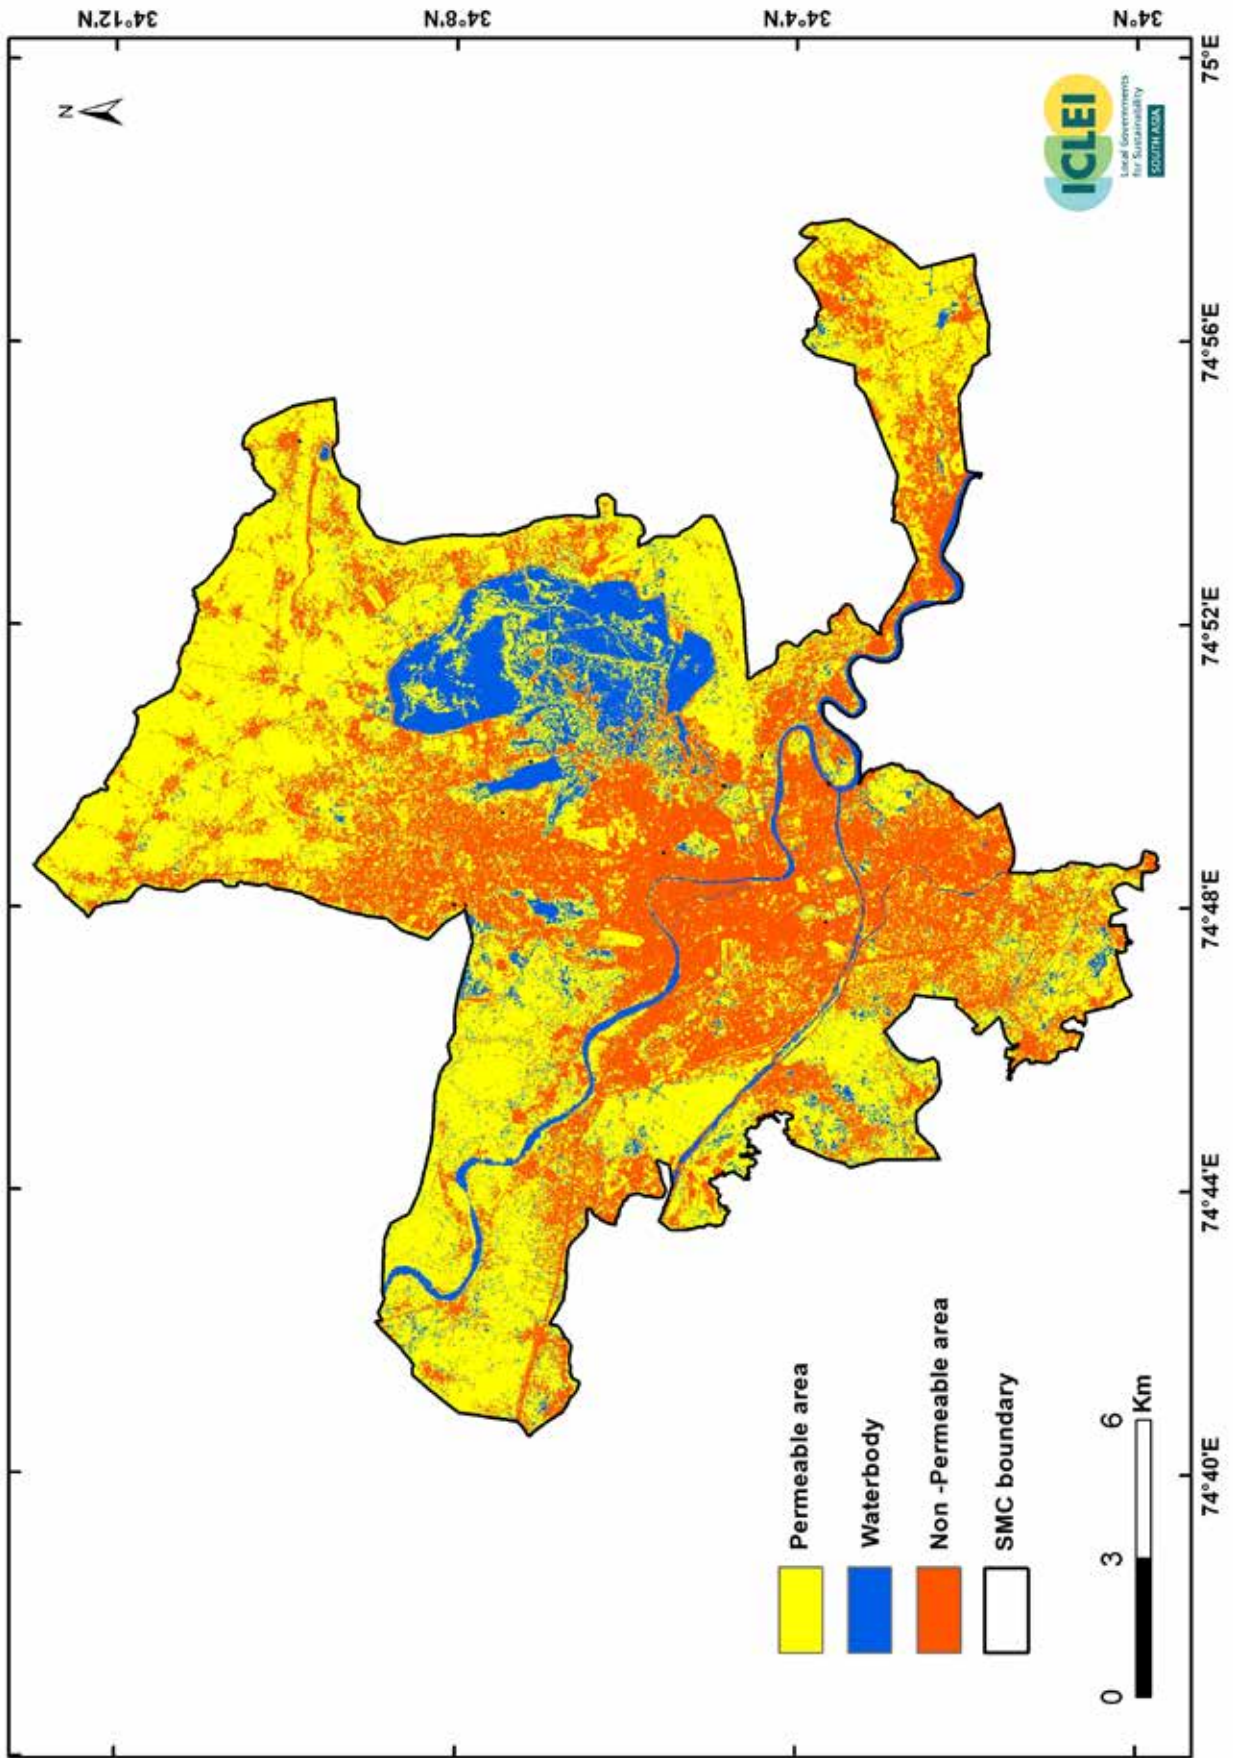 34°12'N
34°8'N
34°4'N
34°N
N
75°E
74°56'E
74°52'E
74°48'E
74°44'E
74°40'E
ICLEI
Local Governments
for Sustainability
SOUTH ASIA
Permeable area
Waterbody
Non -Permeable area
SMC boundary
0 3 6
Km